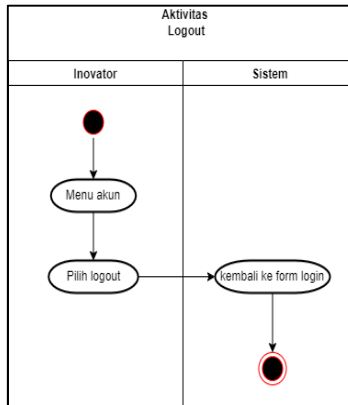 Aktivitas
Logout
Inovator
Sistem
Menu akun
Pilih logout
kembali ke form login